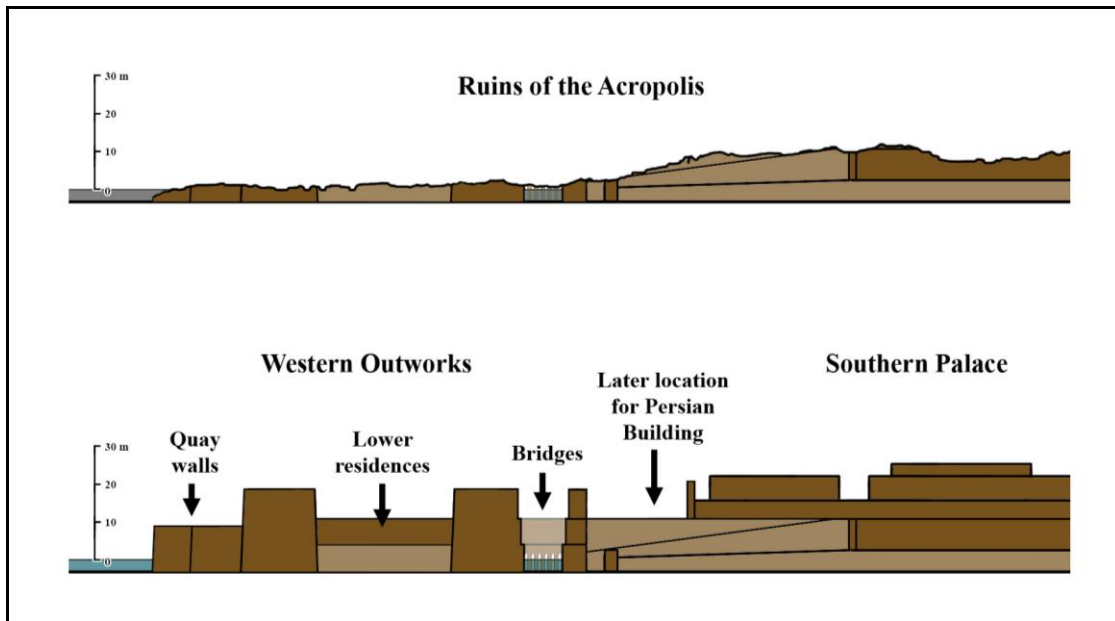 Ruins of the Acropolis
30 m
20
10
0
Western Outworks
Southern Palace
Later location
for Persian
Building
Quay
walls
Lower
residences
Bridges
30 m
20
10
0